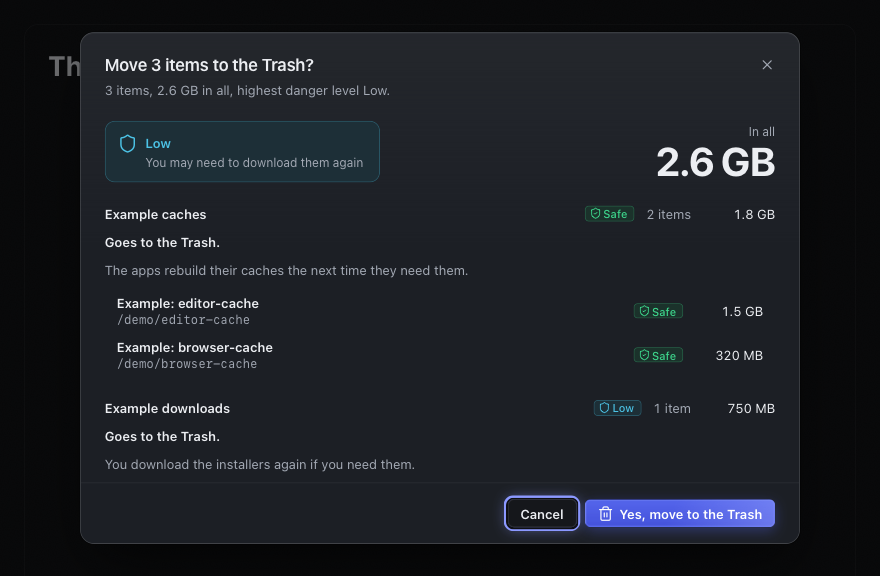 Th
Move 3 items to the Trash?
3 items, 2.6 GB in all, highest danger level Low.
Low
You may need to download them again
In all
2.6 GB
Example caches Safe 2 items 1.8 GB
Goes to the Trash.
The apps rebuild their caches the next time they need them.
Example: editor-cache Safe 1.5 GB
/demo/editor-cache
Example: browser-cache Safe 320 MB
/demo/browser-cache
Example downloads Low 1 item 750 MB
Goes to the Trash.
You download the installers again if you need them.
Cancel Yes, move to the Trash